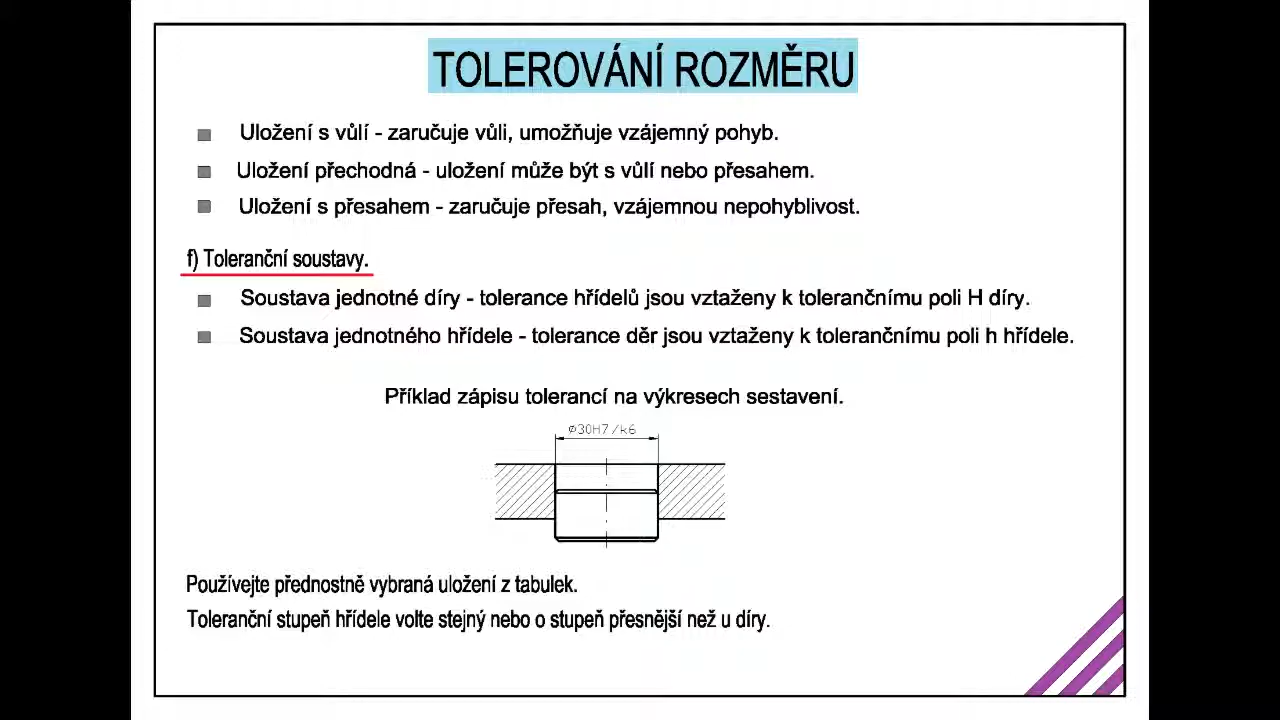 TOLEROVÁNÍ ROZMĚRU
Uložení s vůlí - zaručuje vůli, umožňuje vzájemný pohyb.
Uložení přechodná - uložení může být s vůlí nebo přesahem.
Uložení s přesahem - zaručuje přesah, vzájemnou nepohyblivost.
f) Toleranční soustavy.
Soustava jednotné díry - tolerance hřídelů jsou vztaženy k tolerančnímu poli H díry.
Soustava jednotného hřídele - tolerance děr jsou vztaženy k tolerančnímu poli h hřídele.
Příklad zápisu tolerancí na výkresech sestavení.
⌀30H7/k6
Používejte přednostně vybraná uložení z tabulek.
Toleranční stupeň hřídele volte stejný nebo o stupeň přesnější než u díry.